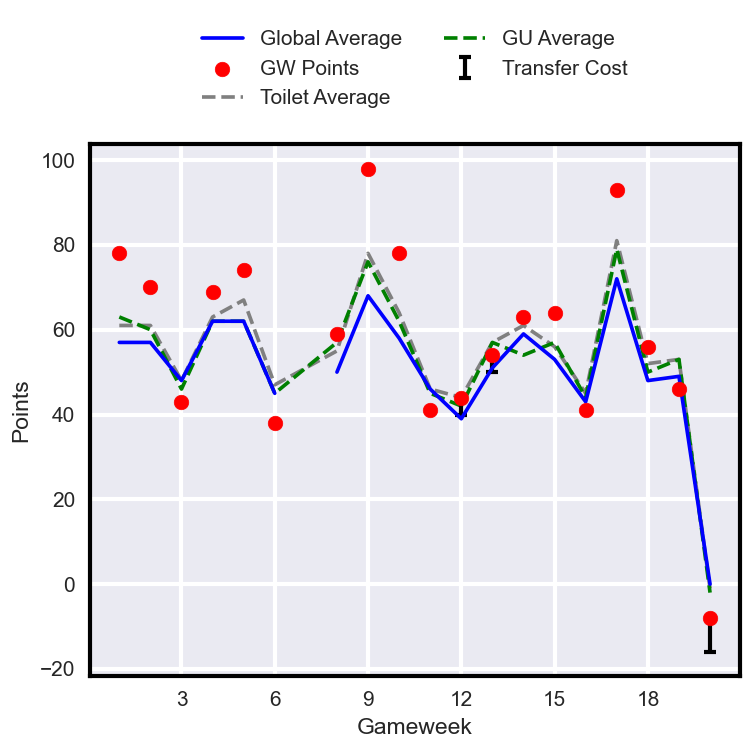 Global Average
GW Points
Toilet Average
GU Average
Transfer Cost
100
80
60
40
20
0
−20
Points
3 6 9 12 15 18
Gameweek